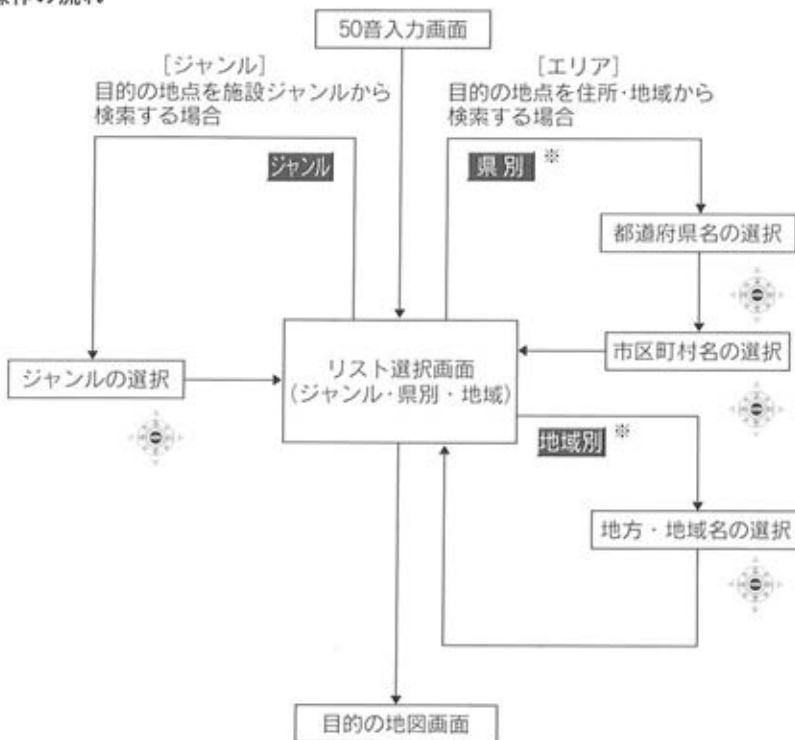 操作の流れ
50音入力画面
[ジャンル]
目的の地点を施設ジャンルから
検索する場合
[エリア]
目的の地点を住所・地域から
検索する場合
ジャンル
県別 ※
都道府県名の選択
市区町村名の選択
ジャンルの選択
リスト選択画面
(ジャンル・県別・地域)
地域別 ※
地方・地域名の選択
目的の地図画面